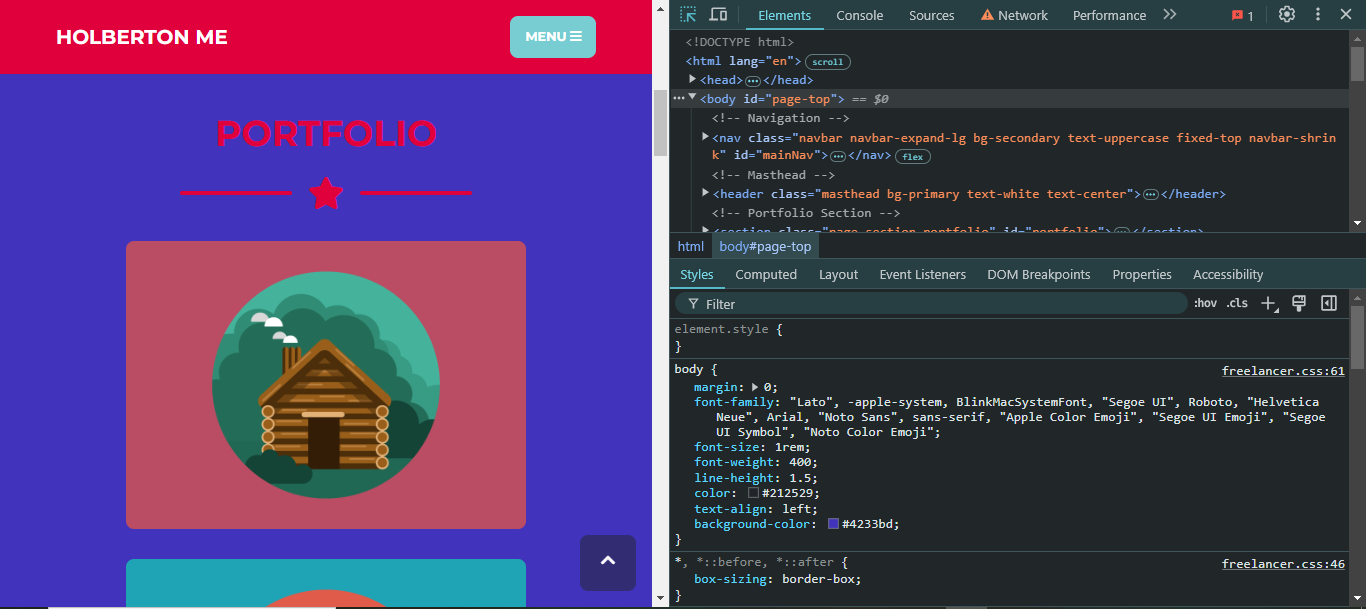 HOLBERTON ME
MENU
PORTFOLIO
Elements Console Sources Network Performance 1
<!DOCTYPE html>
<html lang="en"> scroll
<head> </head>
<body id="page-top"> == $0
<!-- Navigation -->
<nav class="navbar navbar-expand-lg bg-secondary text-uppercase fixed-top navbar-shrin
k" id="mainNav"> </nav> flex
<!-- Masthead -->
<header class="masthead bg-primary text-white text-center"> </header>
<!-- Portfolio Section -->
<section class="page-section portfolio" id="portfolio"> </section>
html body#page-top
Styles Computed Layout Event Listeners DOM Breakpoints Properties Accessibility
Filter :hov .cls
element.style {
}
body { freelancer.css:61
margin: 0;
font-family: "Lato", -apple-system, BlinkMacSystemFont, "Segoe UI", Roboto, "Helvetica
Neue", Arial, "Noto Sans", sans-serif, "Apple Color Emoji", "Segoe UI Emoji", "Segoe
UI Symbol", "Noto Color Emoji";
font-size: 1rem;
font-weight: 400;
line-height: 1.5;
color: #212529;
text-align: left;
background-color: #4233bd;
}
*, *::before, *::after { freelancer.css:46
box-sizing: border-box;
}